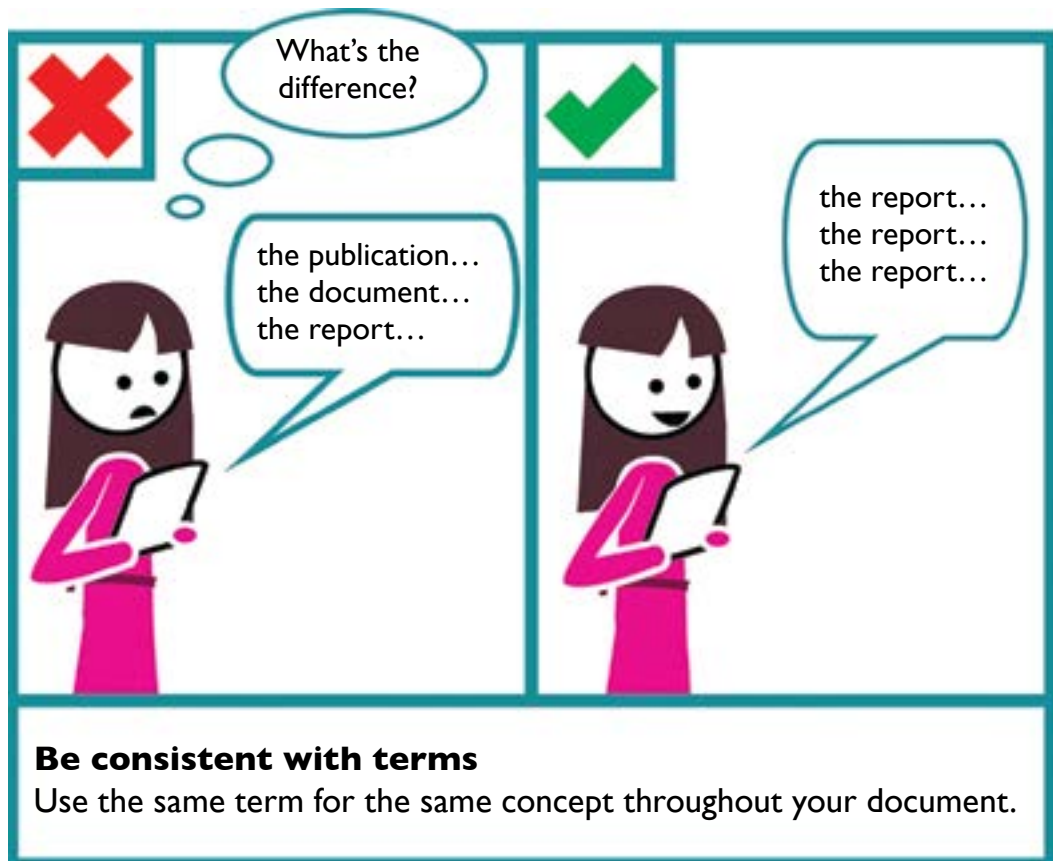 What’s the
difference?
the publication…
the document…
the report…
the report…
the report…
the report…
Be consistent with terms
Use the same term for the same concept throughout your document.